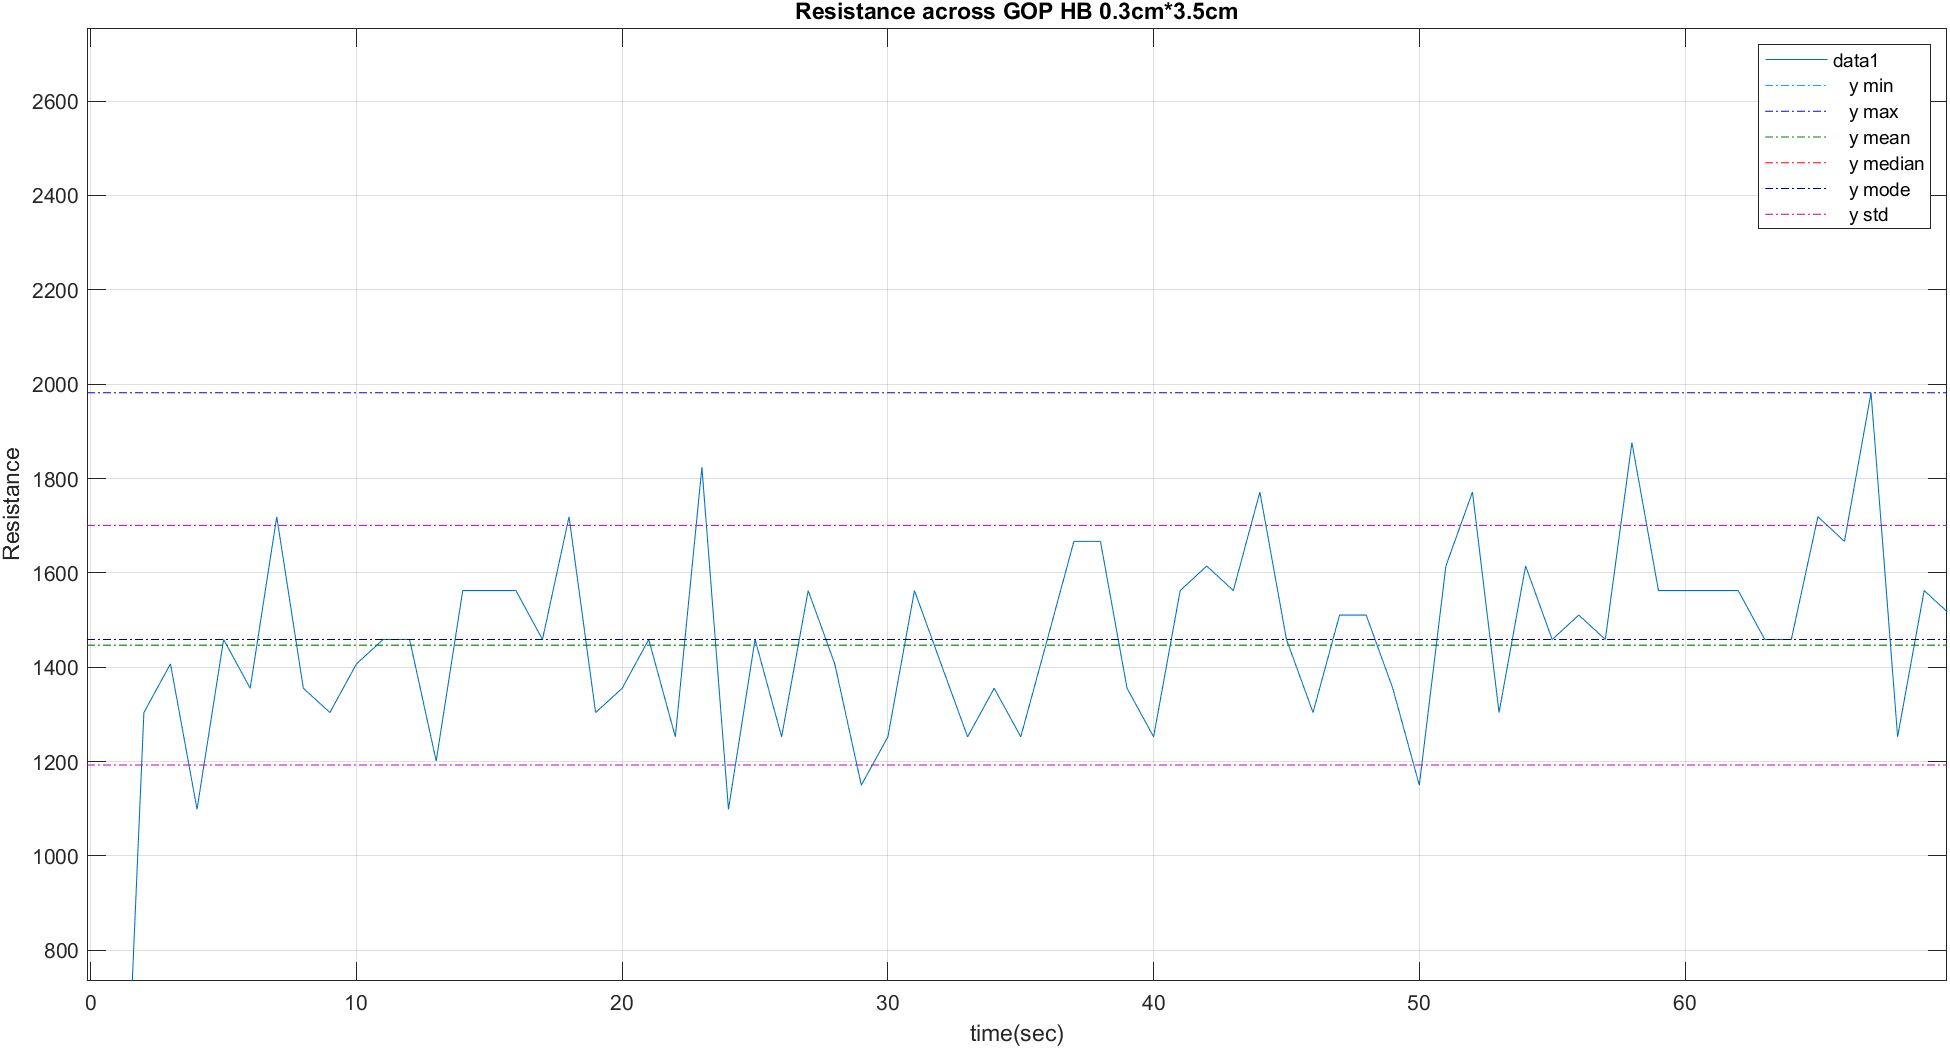 Resistance across GOP HB 0.3cm*3.5cm
data1
y min
y max
y mean
y median
y mode
y std
2600
2400
2200
2000
1800
1600
1400
1200
1000
800
Resistance
0 10 20 30 40 50 60
time(sec)